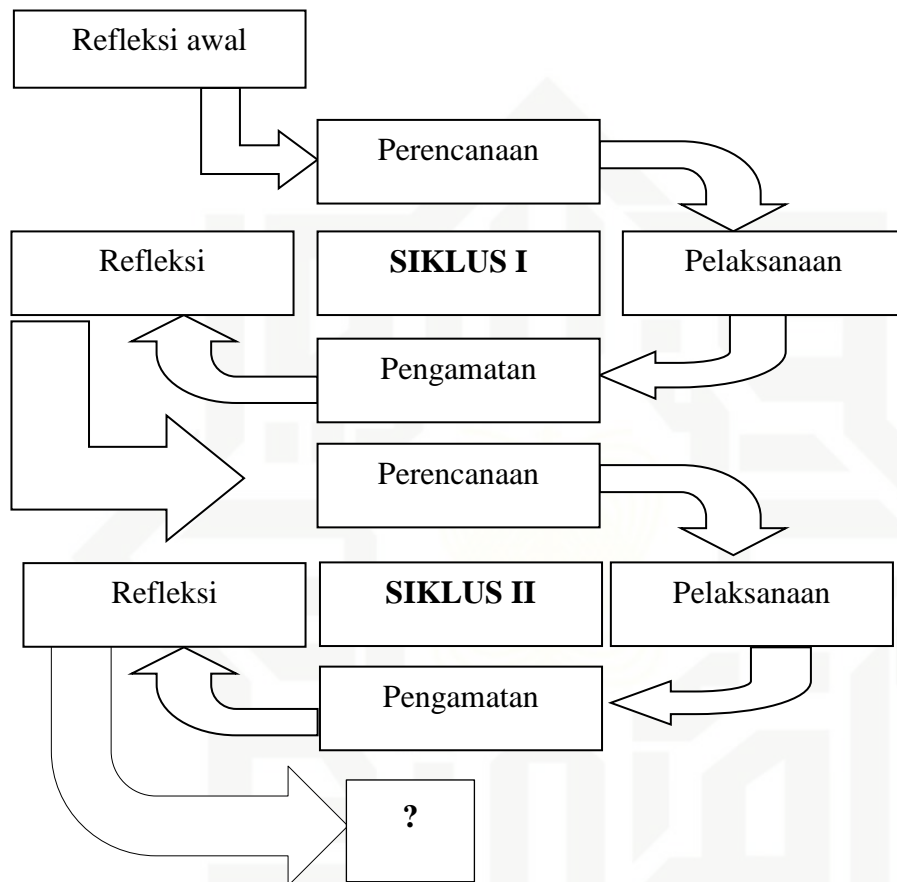 Refleksi awal
Perencanaan
Refleksi
SIKLUS I
Pelaksanaan
Pengamatan
Perencanaan
Refleksi
SIKLUS II
Pelaksanaan
Pengamatan
?